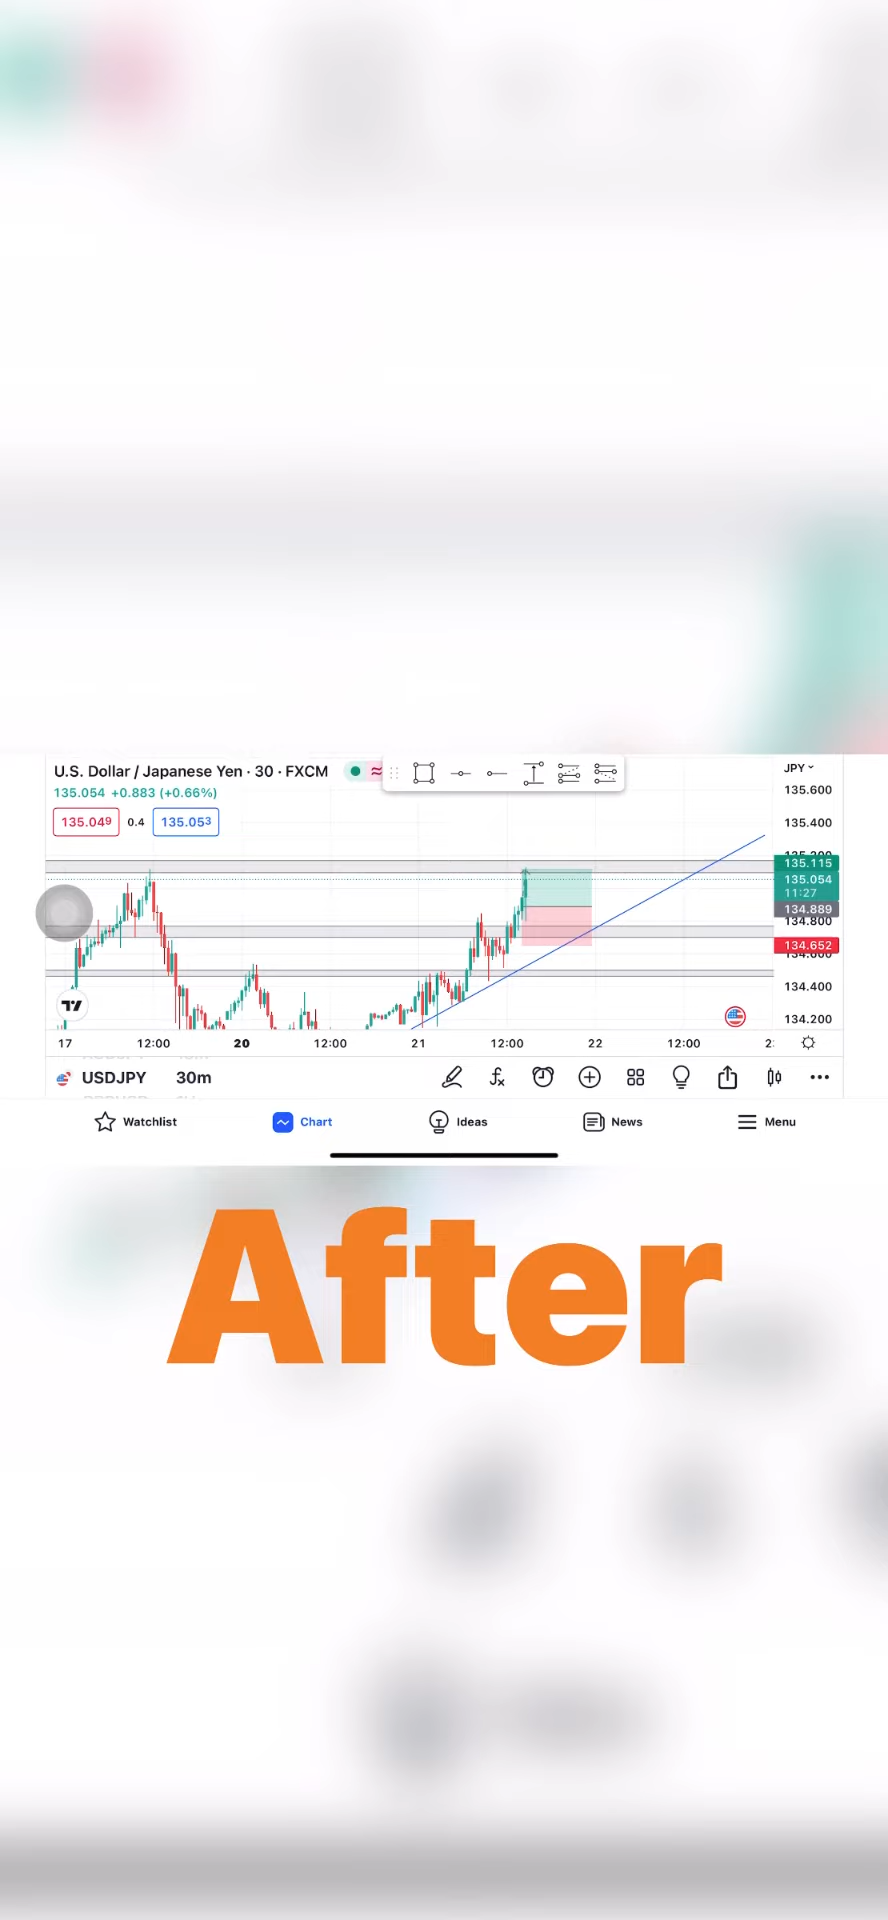 U.S. Dollar / Japanese Yen · 30 · FXCM
135.054 +0.883 (+0.66%)
135.049 0.4 135.053
JPY
135.600
135.400
135.115
135.054
11:27
134.889
134.800
134.652
134.400
134.200
17 12:00 20 12:00 21 12:00 22 12:00
USDJPY 30m
Watchlist Chart Ideas News Menu
After